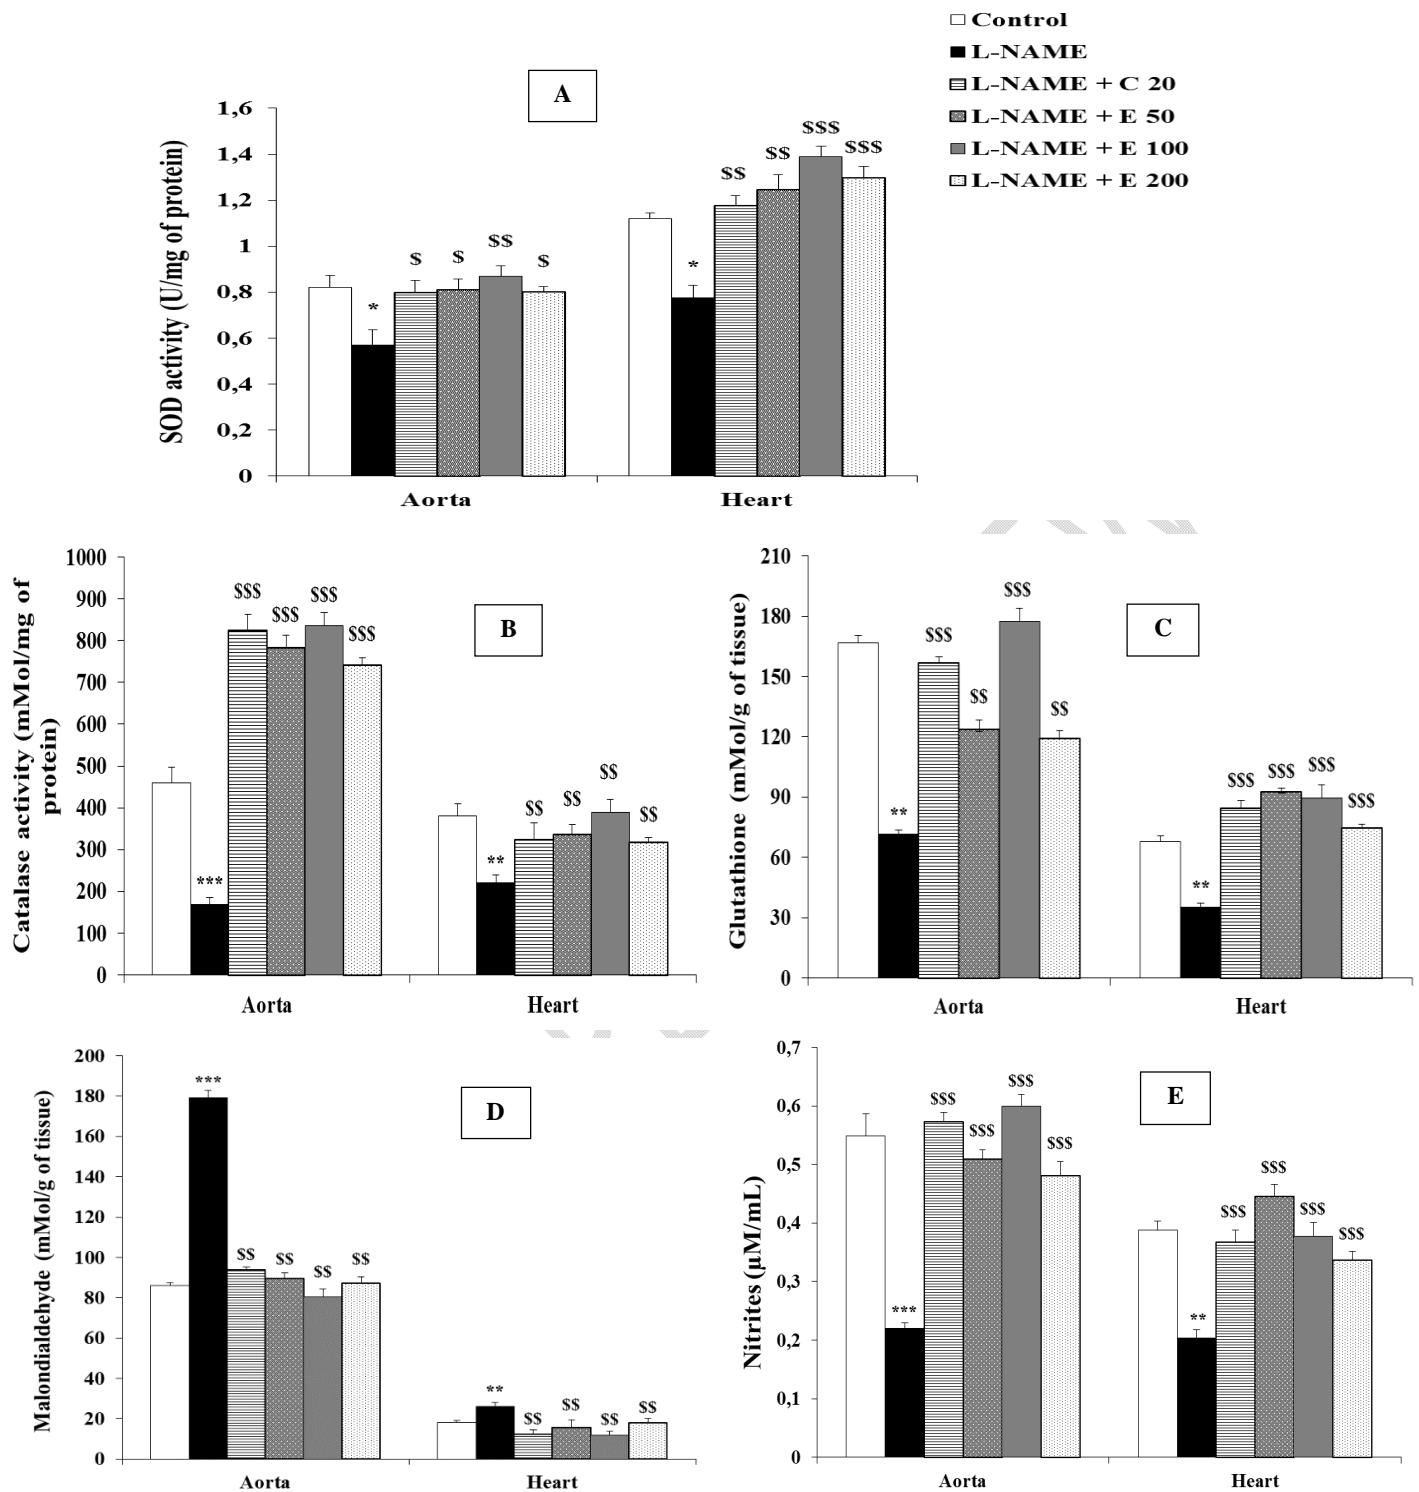 Control
L-NAME
L-NAME + C 20
L-NAME + E 50
L-NAME + E 100
L-NAME + E 200
A
SOD activity (U/mg of protein)
1,6
1,4
1,2
1
0,8
0,6
0,4
0,2
0
* $ $ $$ $
* $$ $$ $$$ $$$
Aorta Heart
B
Catalase activity (mMol/mg of
protein)
1000
900
800
700
600
500
400
300
200
100
0
*** $$$ $$$ $$$ $$$
** $$ $$ $$ $$
Aorta Heart
C
Glutathione (mMol/g of tissue)
210
180
150
120
90
60
30
0
** $$$ $$ $$$ $$
** $$$ $$$ $$$ $$$
Aorta Heart
D
Malondialdehyde (mMol/g of tissue)
200
180
160
140
120
100
80
60
40
20
0
*** $$ $$ $$ $$
** $$ $$ $$ $$
Aorta Heart
E
Nitrites (µM/mL)
0,7
0,6
0,5
0,4
0,3
0,2
0,1
0
*** $$$ $$$ $$$ $$$
** $$$ $$$ $$$ $$$
Aorta Heart